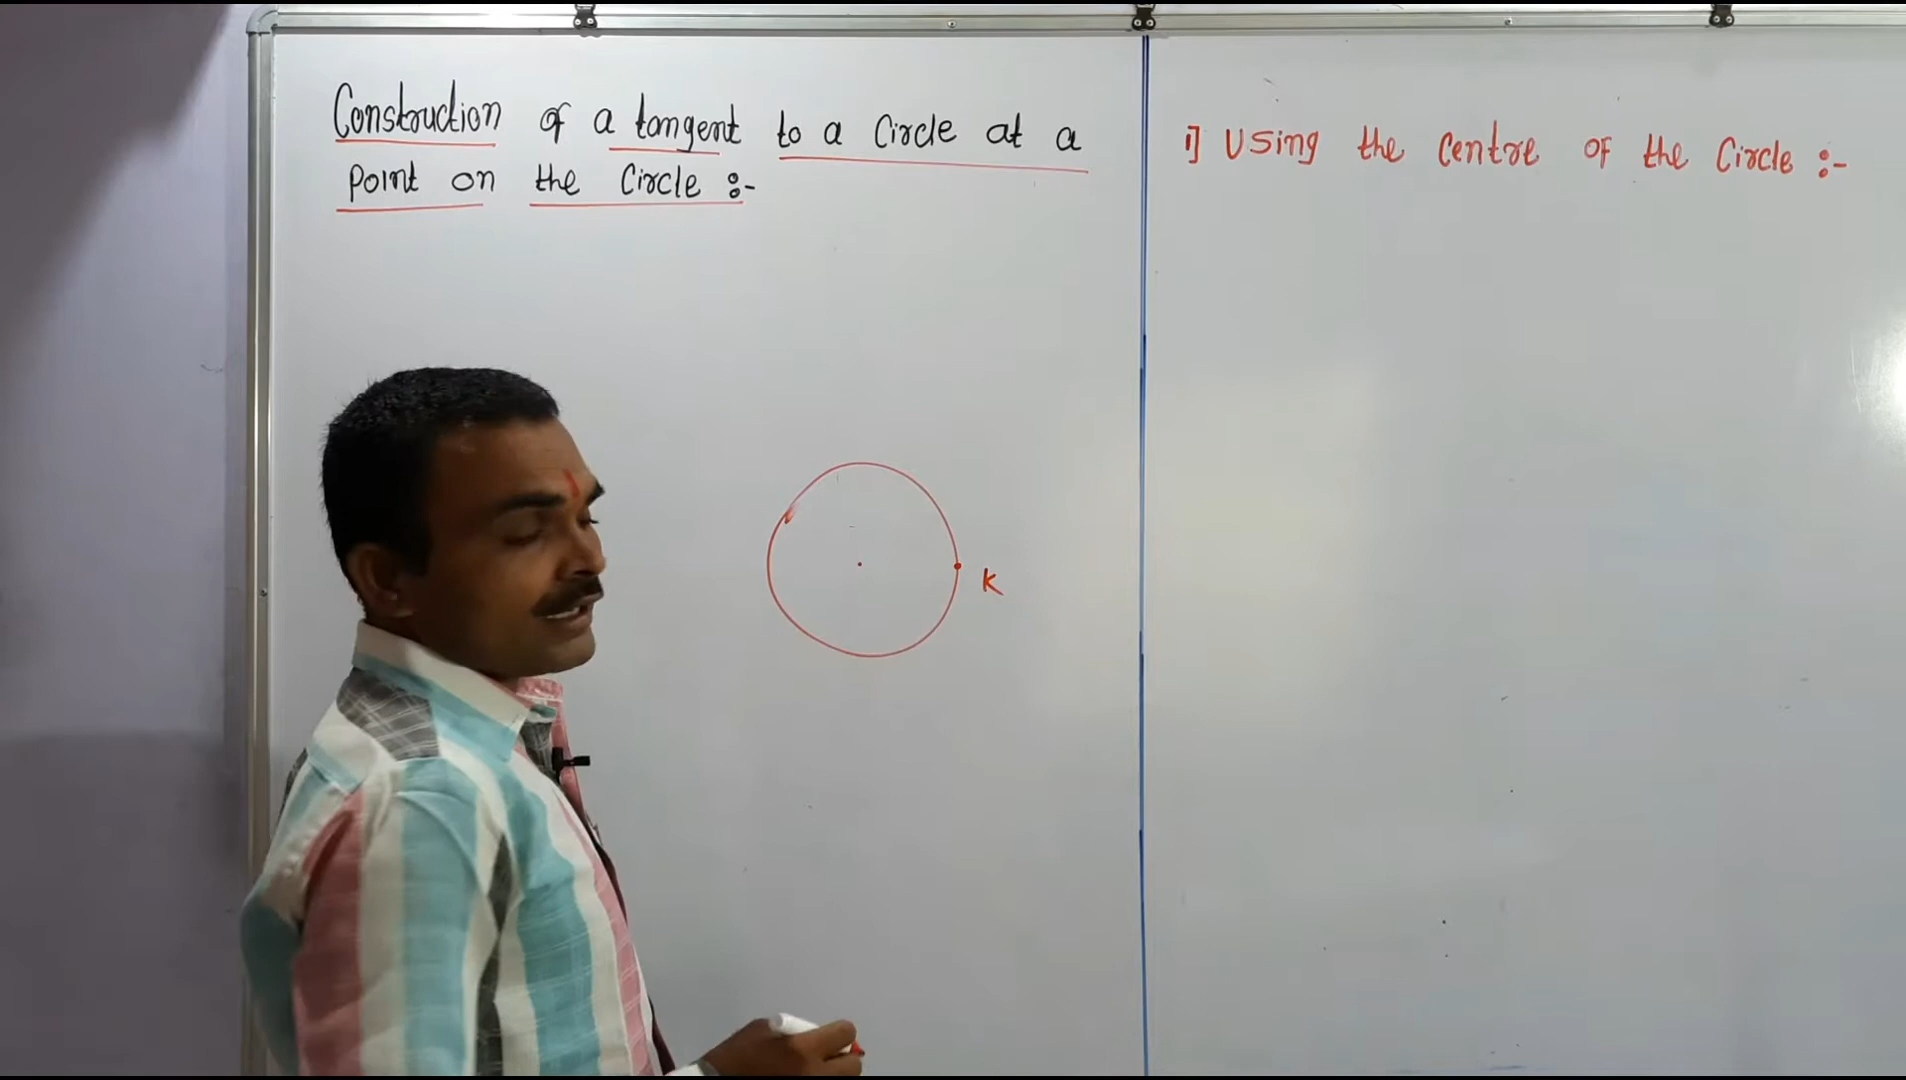 Construction of a tangent to a Circle at a
Point on the Circle :-
i] Using the Centre of the Circle :-
K